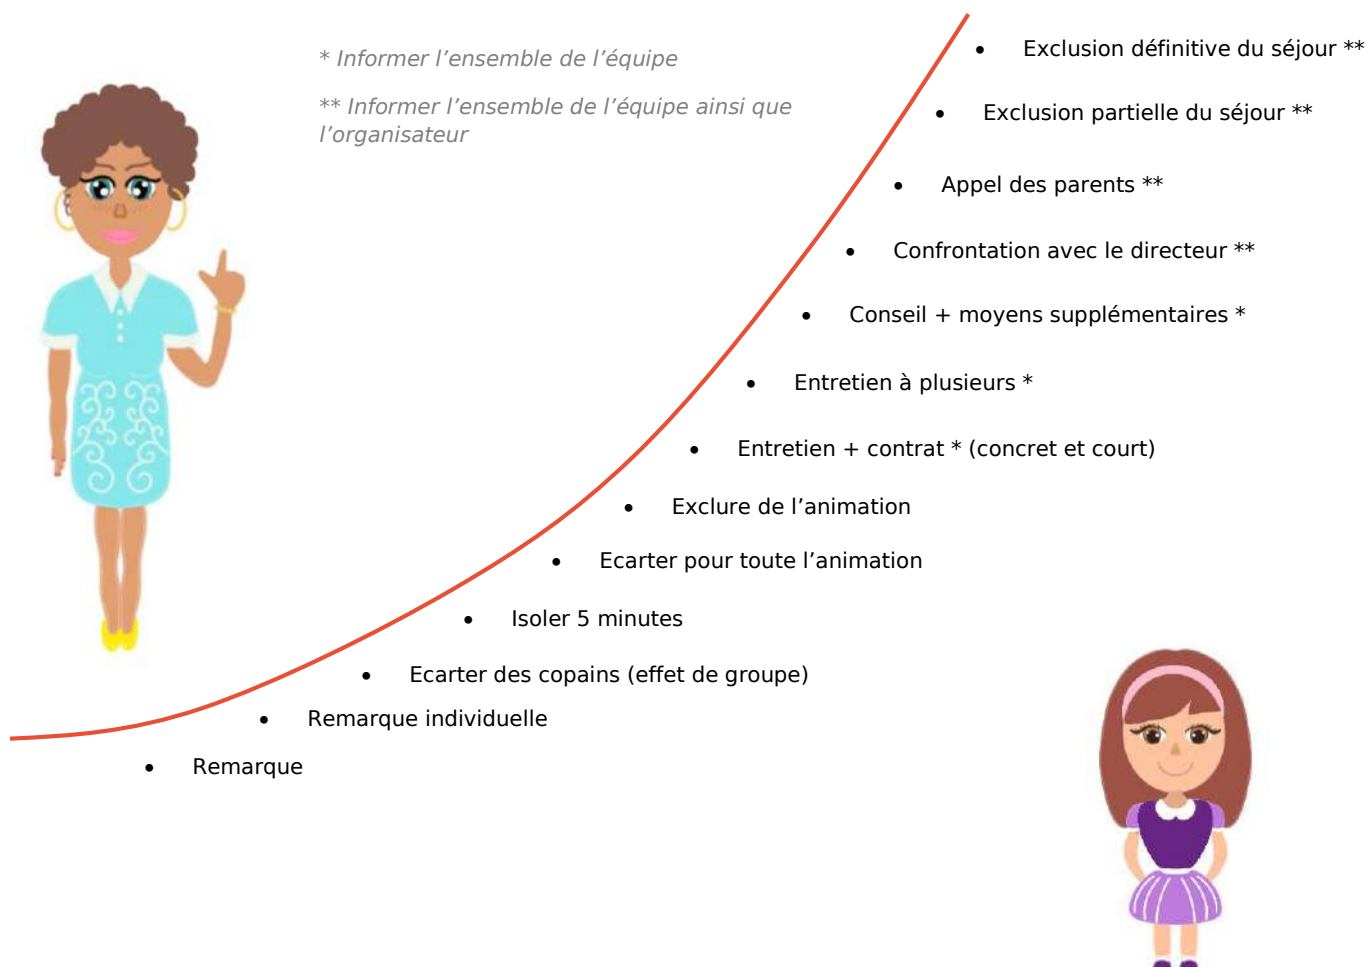 * Informer l’ensemble de l’équipe
** Informer l’ensemble de l’équipe ainsi que
l’organisateur
• Exclusion définitive du séjour **
• Exclusion partielle du séjour **
• Appel des parents **
• Confrontation avec le directeur **
• Conseil + moyens supplémentaires *
• Entretien à plusieurs *
• Entretien + contrat * (concret et court)
• Exclure de l’animation
• Ecarter pour toute l’animation
• Isoler 5 minutes
• Ecarter des copains (effet de groupe)
• Remarque individuelle
• Remarque